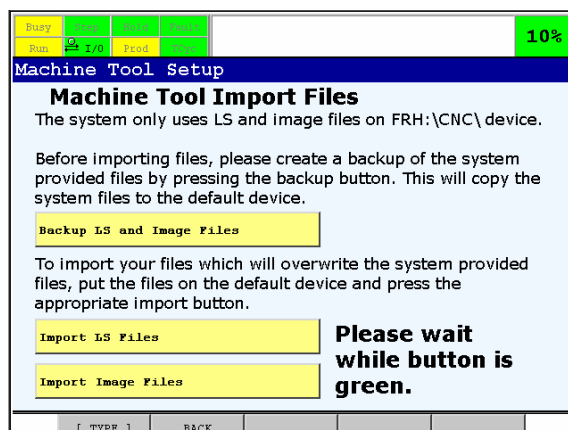 Busy Step Hold Fault
Run I/O Prod TCyc
10%
Machine Tool Setup
Machine Tool Import Files
The system only uses LS and image files on FRH:\CNC\ device.
Before importing files, please create a backup of the system
provided files by pressing the backup button. This will copy the
system files to the default device.
Backup LS and Image Files
To import your files which will overwrite the system provided
files, put the files on the default device and press the
appropriate import button.
Import LS Files
Import Image Files
Please wait
while button is
green.
[ TYPE ] BACK